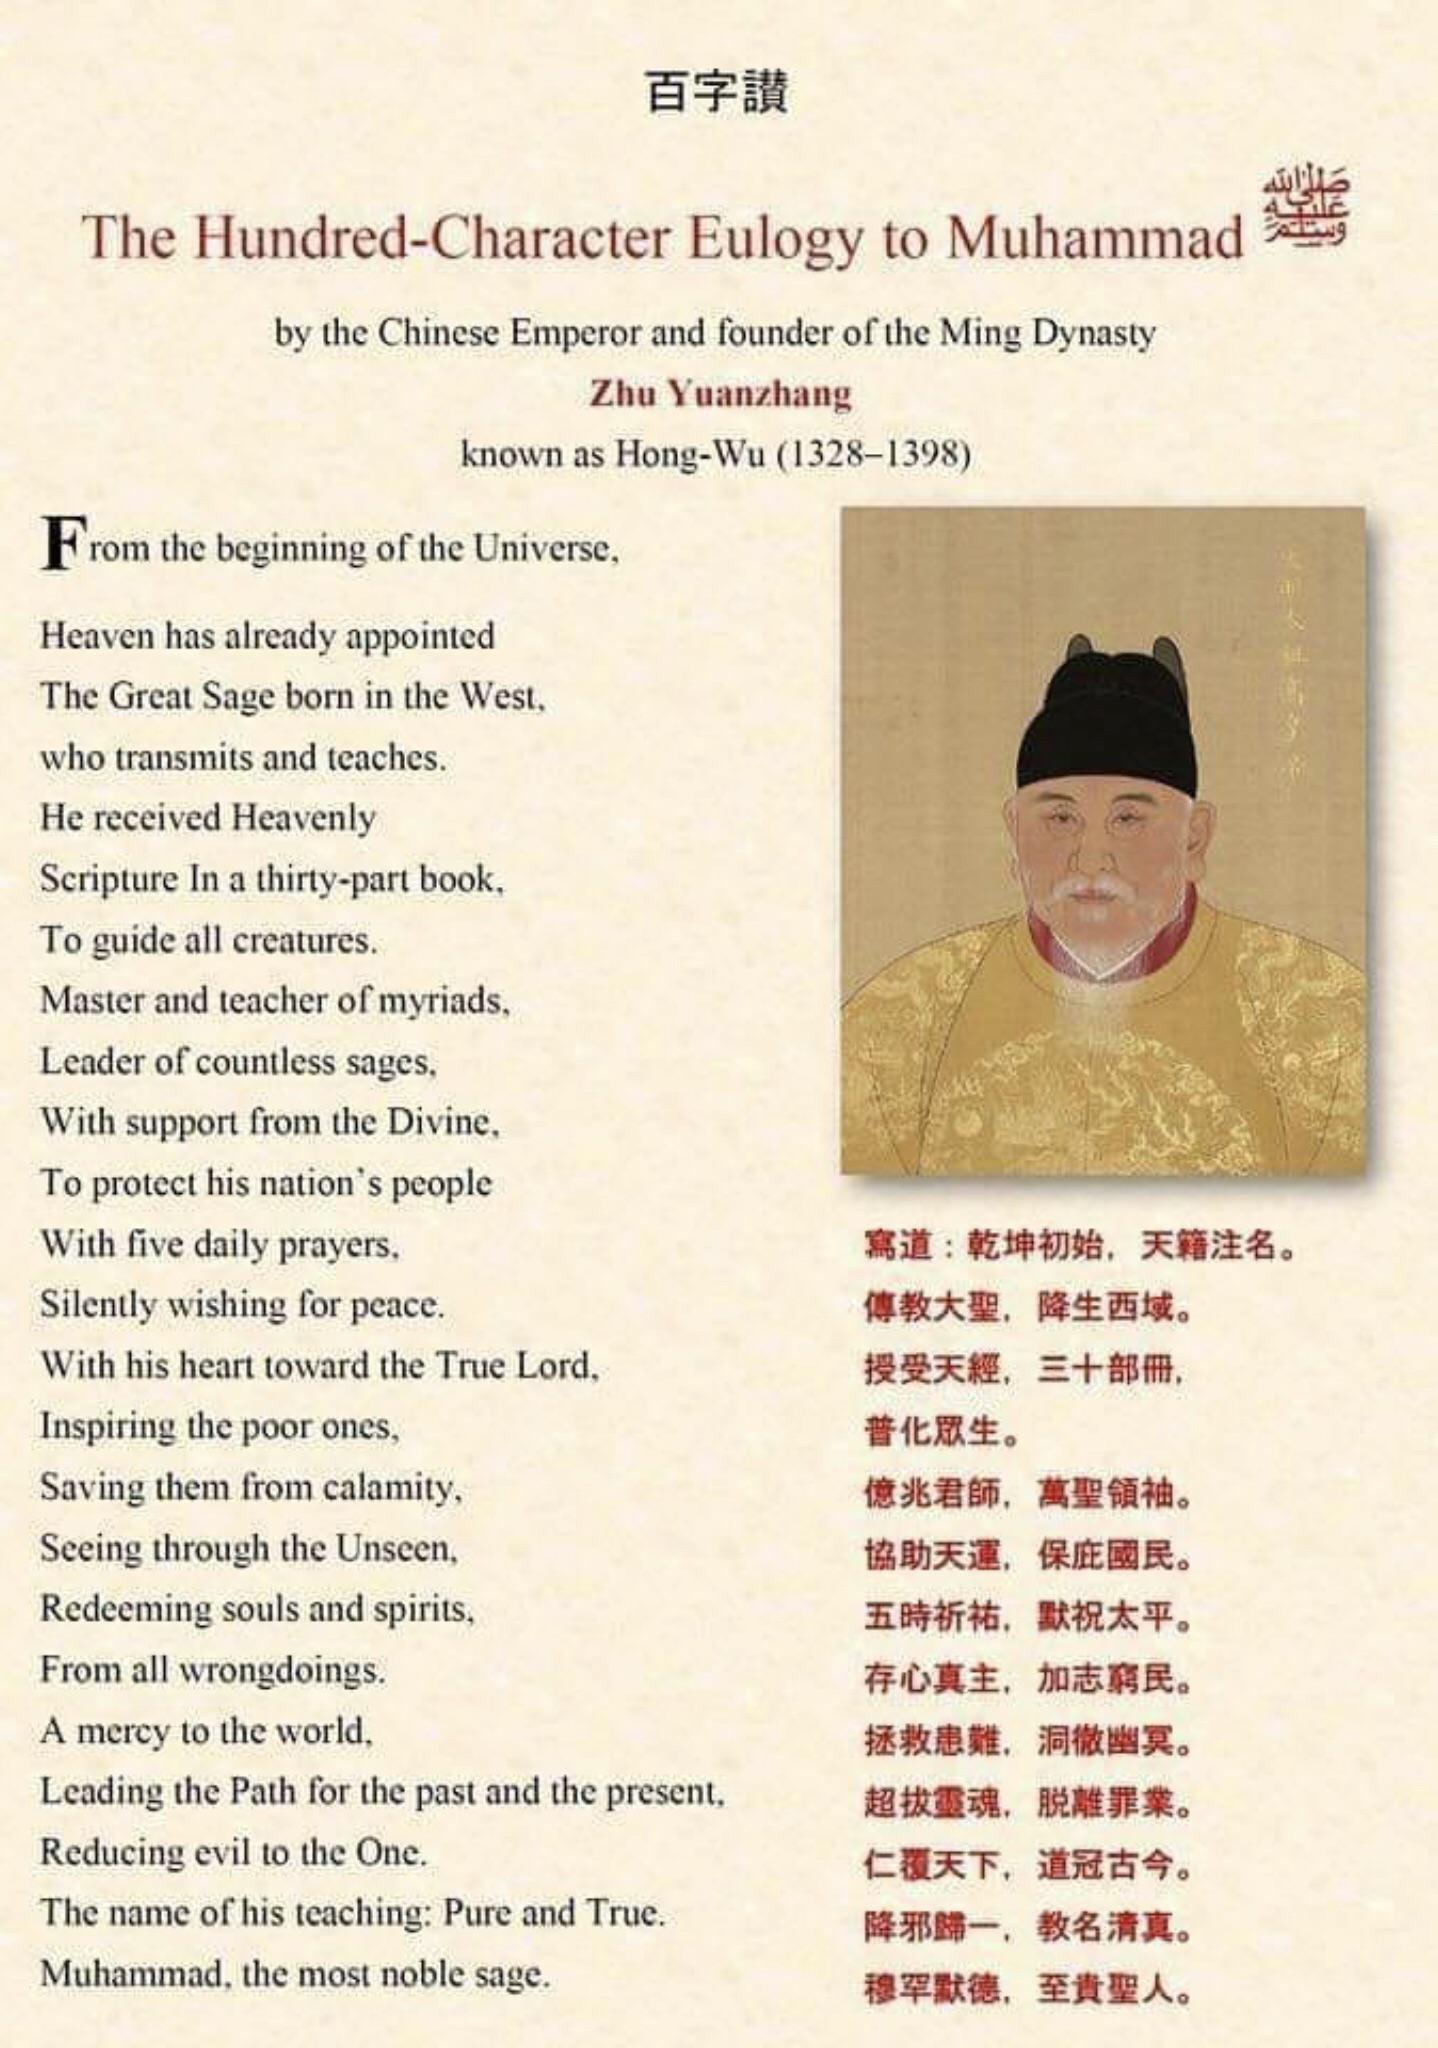 百字讃
The Hundred-Character Eulogy to Muhammad ﷺ
by the Chinese Emperor and founder of the Ming Dynasty
Zhu Yuanzhang
known as Hong-Wu (1328–1398)
From the beginning of the Universe,
Heaven has already appointed
The Great Sage born in the West,
who transmits and teaches.
He received Heavenly
Scripture In a thirty-part book,
To guide all creatures.
Master and teacher of myriads,
Leader of countless sages,
With support from the Divine,
To protect his nation's people
With five daily prayers,
Silently wishing for peace.
With his heart toward the True Lord,
Inspiring the poor ones,
Saving them from calamity,
Seeing through the Unseen,
Redeeming souls and spirits,
From all wrongdoings.
A mercy to the world,
Leading the Path for the past and the present,
Reducing evil to the One.
The name of his teaching: Pure and True.
Muhammad, the most noble sage.
寫道：乾坤初始，天籍注名。
傳教大聖，降生西域。
授受天經，三十部冊，
普化眾生。
億兆君師，萬聖領袖。
協助天運，保庇國民。
五時祈祐，默祝太平。
存心真主，加志窮民。
拯救患難，洞徹幽冥。
超拔靈魂，脱離罪業。
仁覆天下，道冠古今。
降邪歸一，教名清真。
穆罕默德，至貴聖人。